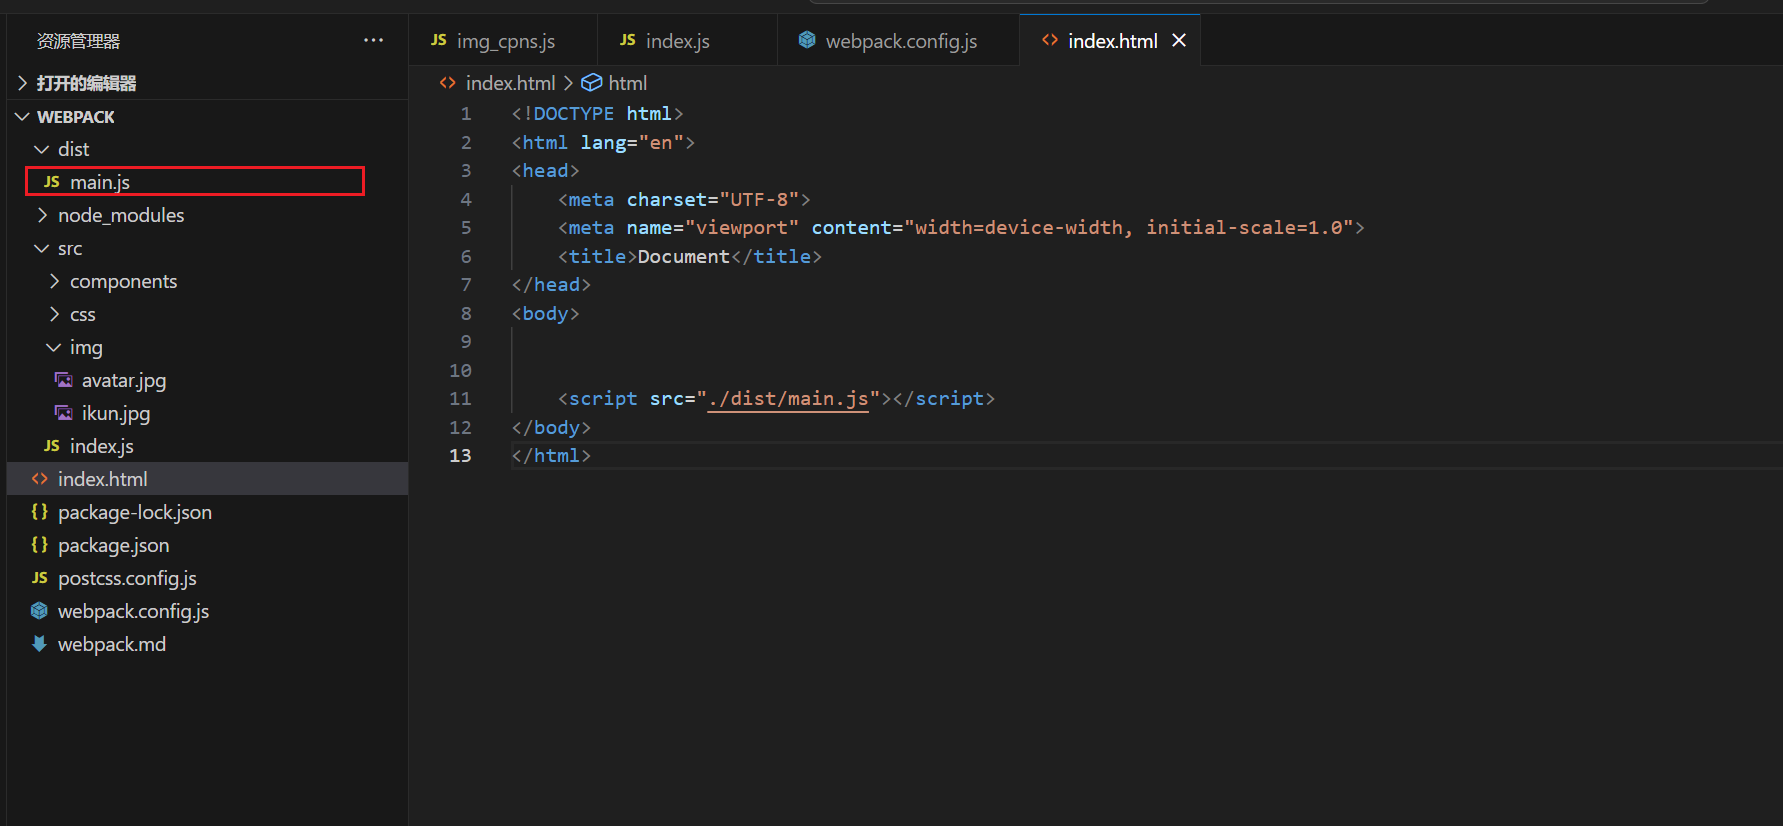 资源管理器 ···
打开的编辑器
WEBPACK
dist
JS main.js
node_modules
src
components
css
img
avatar.jpg
ikun.jpg
JS index.js
<> index.html
{} package-lock.json
{} package.json
JS postcss.config.js
webpack.config.js
webpack.md
JS img_cpns.js
JS index.js
webpack.config.js
<> index.html ×
<> index.html > html
1 <!DOCTYPE html>
2 <html lang="en">
3 <head>
4 <meta charset="UTF-8">
5 <meta name="viewport" content="width=device-width, initial-scale=1.0">
6 <title>Document</title>
7 </head>
8 <body>
9
10
11 <script src="./dist/main.js"></script>
12 </body>
13 </html>